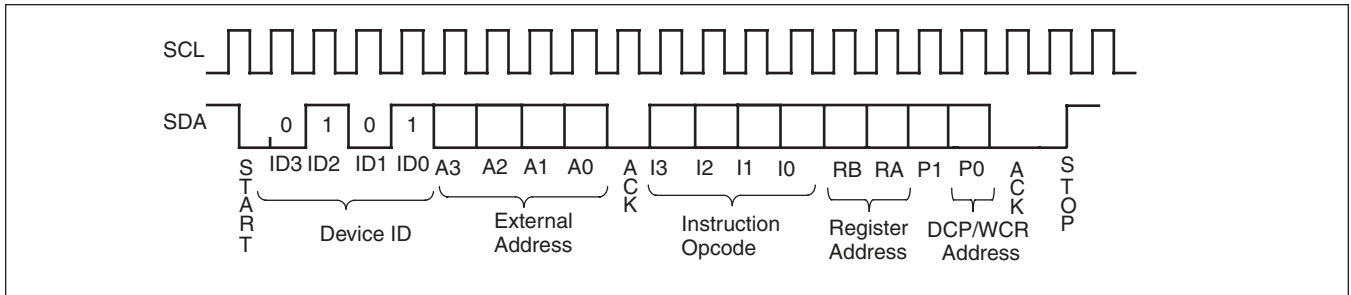 SCL
SDA
0 1 0 1
ID3 ID2 ID1 ID0 A3 A2 A1 A0 I3 I2 I1 I0 RB RA P1 P0
START
ACK
ACK
STOP
Device ID
External
Address
Instruction
Opcode
Register
Address
DCP/WCR
Address